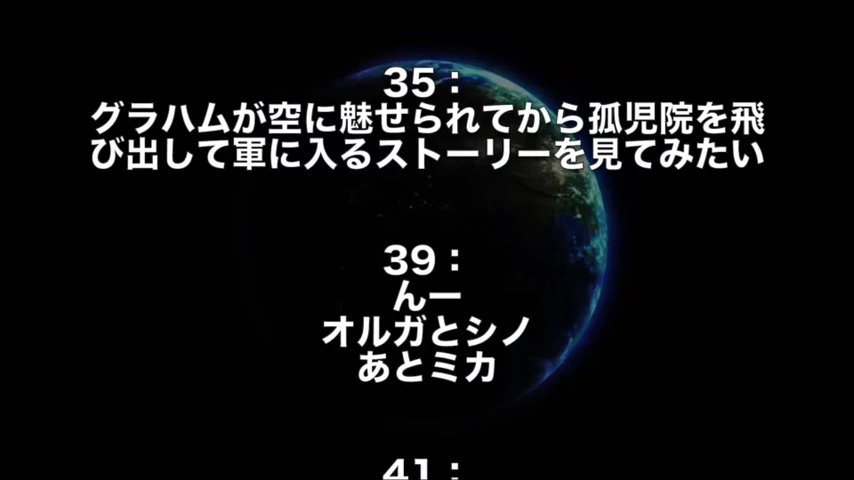 35：
グラハムが空に魅せられてから孤児院を飛
び出して軍に入るストーリーを見てみたい
39：
んー
オルガとシノ
あとミカ
41：